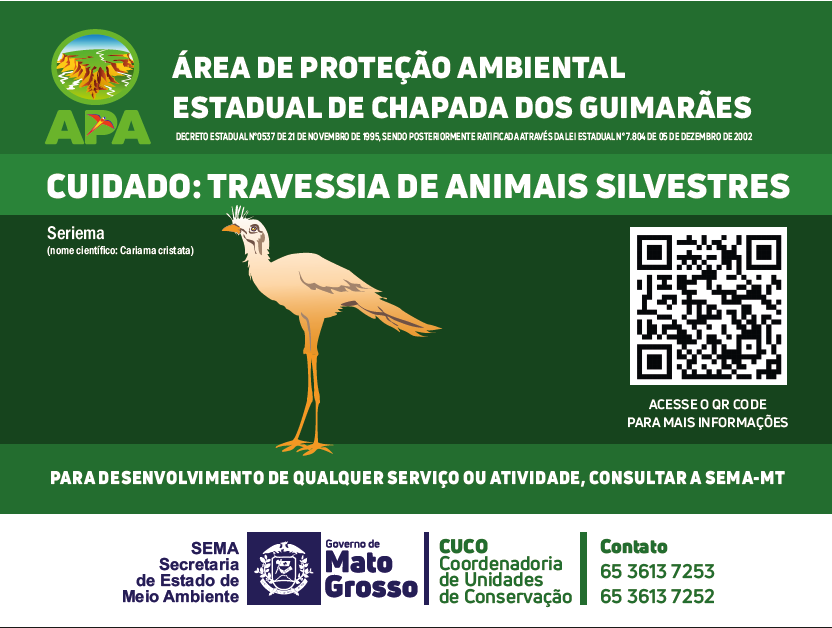 APA
ÁREA DE PROTEÇÃO AMBIENTAL
ESTADUAL DE CHAPADA DOS GUIMARÃES
DECRETO ESTADUAL N°0537 DE 21 DE NOVEMBRO DE 1995, SENDO POSTERIORMENTE RATIFICADA ATRAVÉS DA LEI ESTADUAL N° 7.804 DE 05 DE DEZEMBRO DE 2002
CUIDADO: TRAVESSIA DE ANIMAIS SILVESTRES
Seriema
(nome científico: Cariama cristata)
ACESSE O QR CODE
PARA MAIS INFORMAÇÕES
PARA DESENVOLVIMENTO DE QUALQUER SERVIÇO OU ATIVIDADE, CONSULTAR A SEMA-MT
SEMA
Secretaria
de Estado de
Meio Ambiente
Governo de
Mato
Grosso
CUCO
Coordenadoria
de Unidades
de Conservação
Contato
65 3613 7253
65 3613 7252